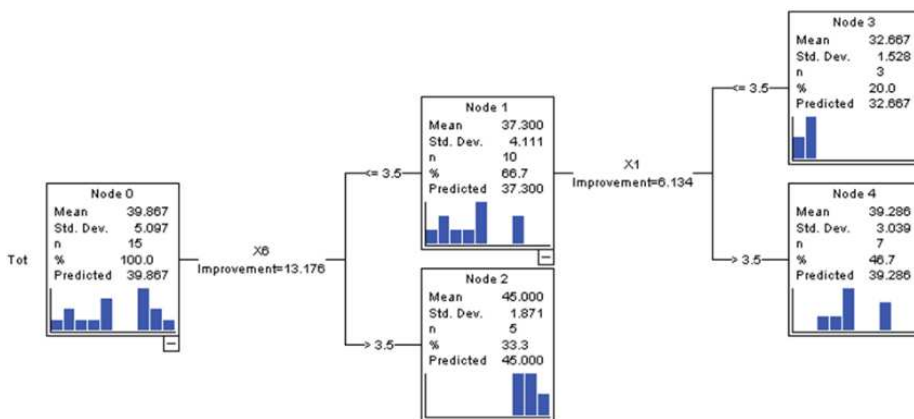 Tot
Node 0
Mean 39.867
Std. Dev. 5.097
n 15
% 100.0
Predicted 39.867
X6
Improvement=13.176
<= 3.5
Node 1
Mean 37.300
Std. Dev. 4.111
n 10
% 66.7
Predicted 37.300
> 3.5
Node 2
Mean 45.000
Std. Dev. 1.871
n 5
% 33.3
Predicted 45.000
X1
Improvement=6.134
<= 3.5
Node 3
Mean 32.667
Std. Dev. 1.528
n 3
% 20.0
Predicted 32.667
> 3.5
Node 4
Mean 39.286
Std. Dev. 3.039
n 7
% 46.7
Predicted 39.286